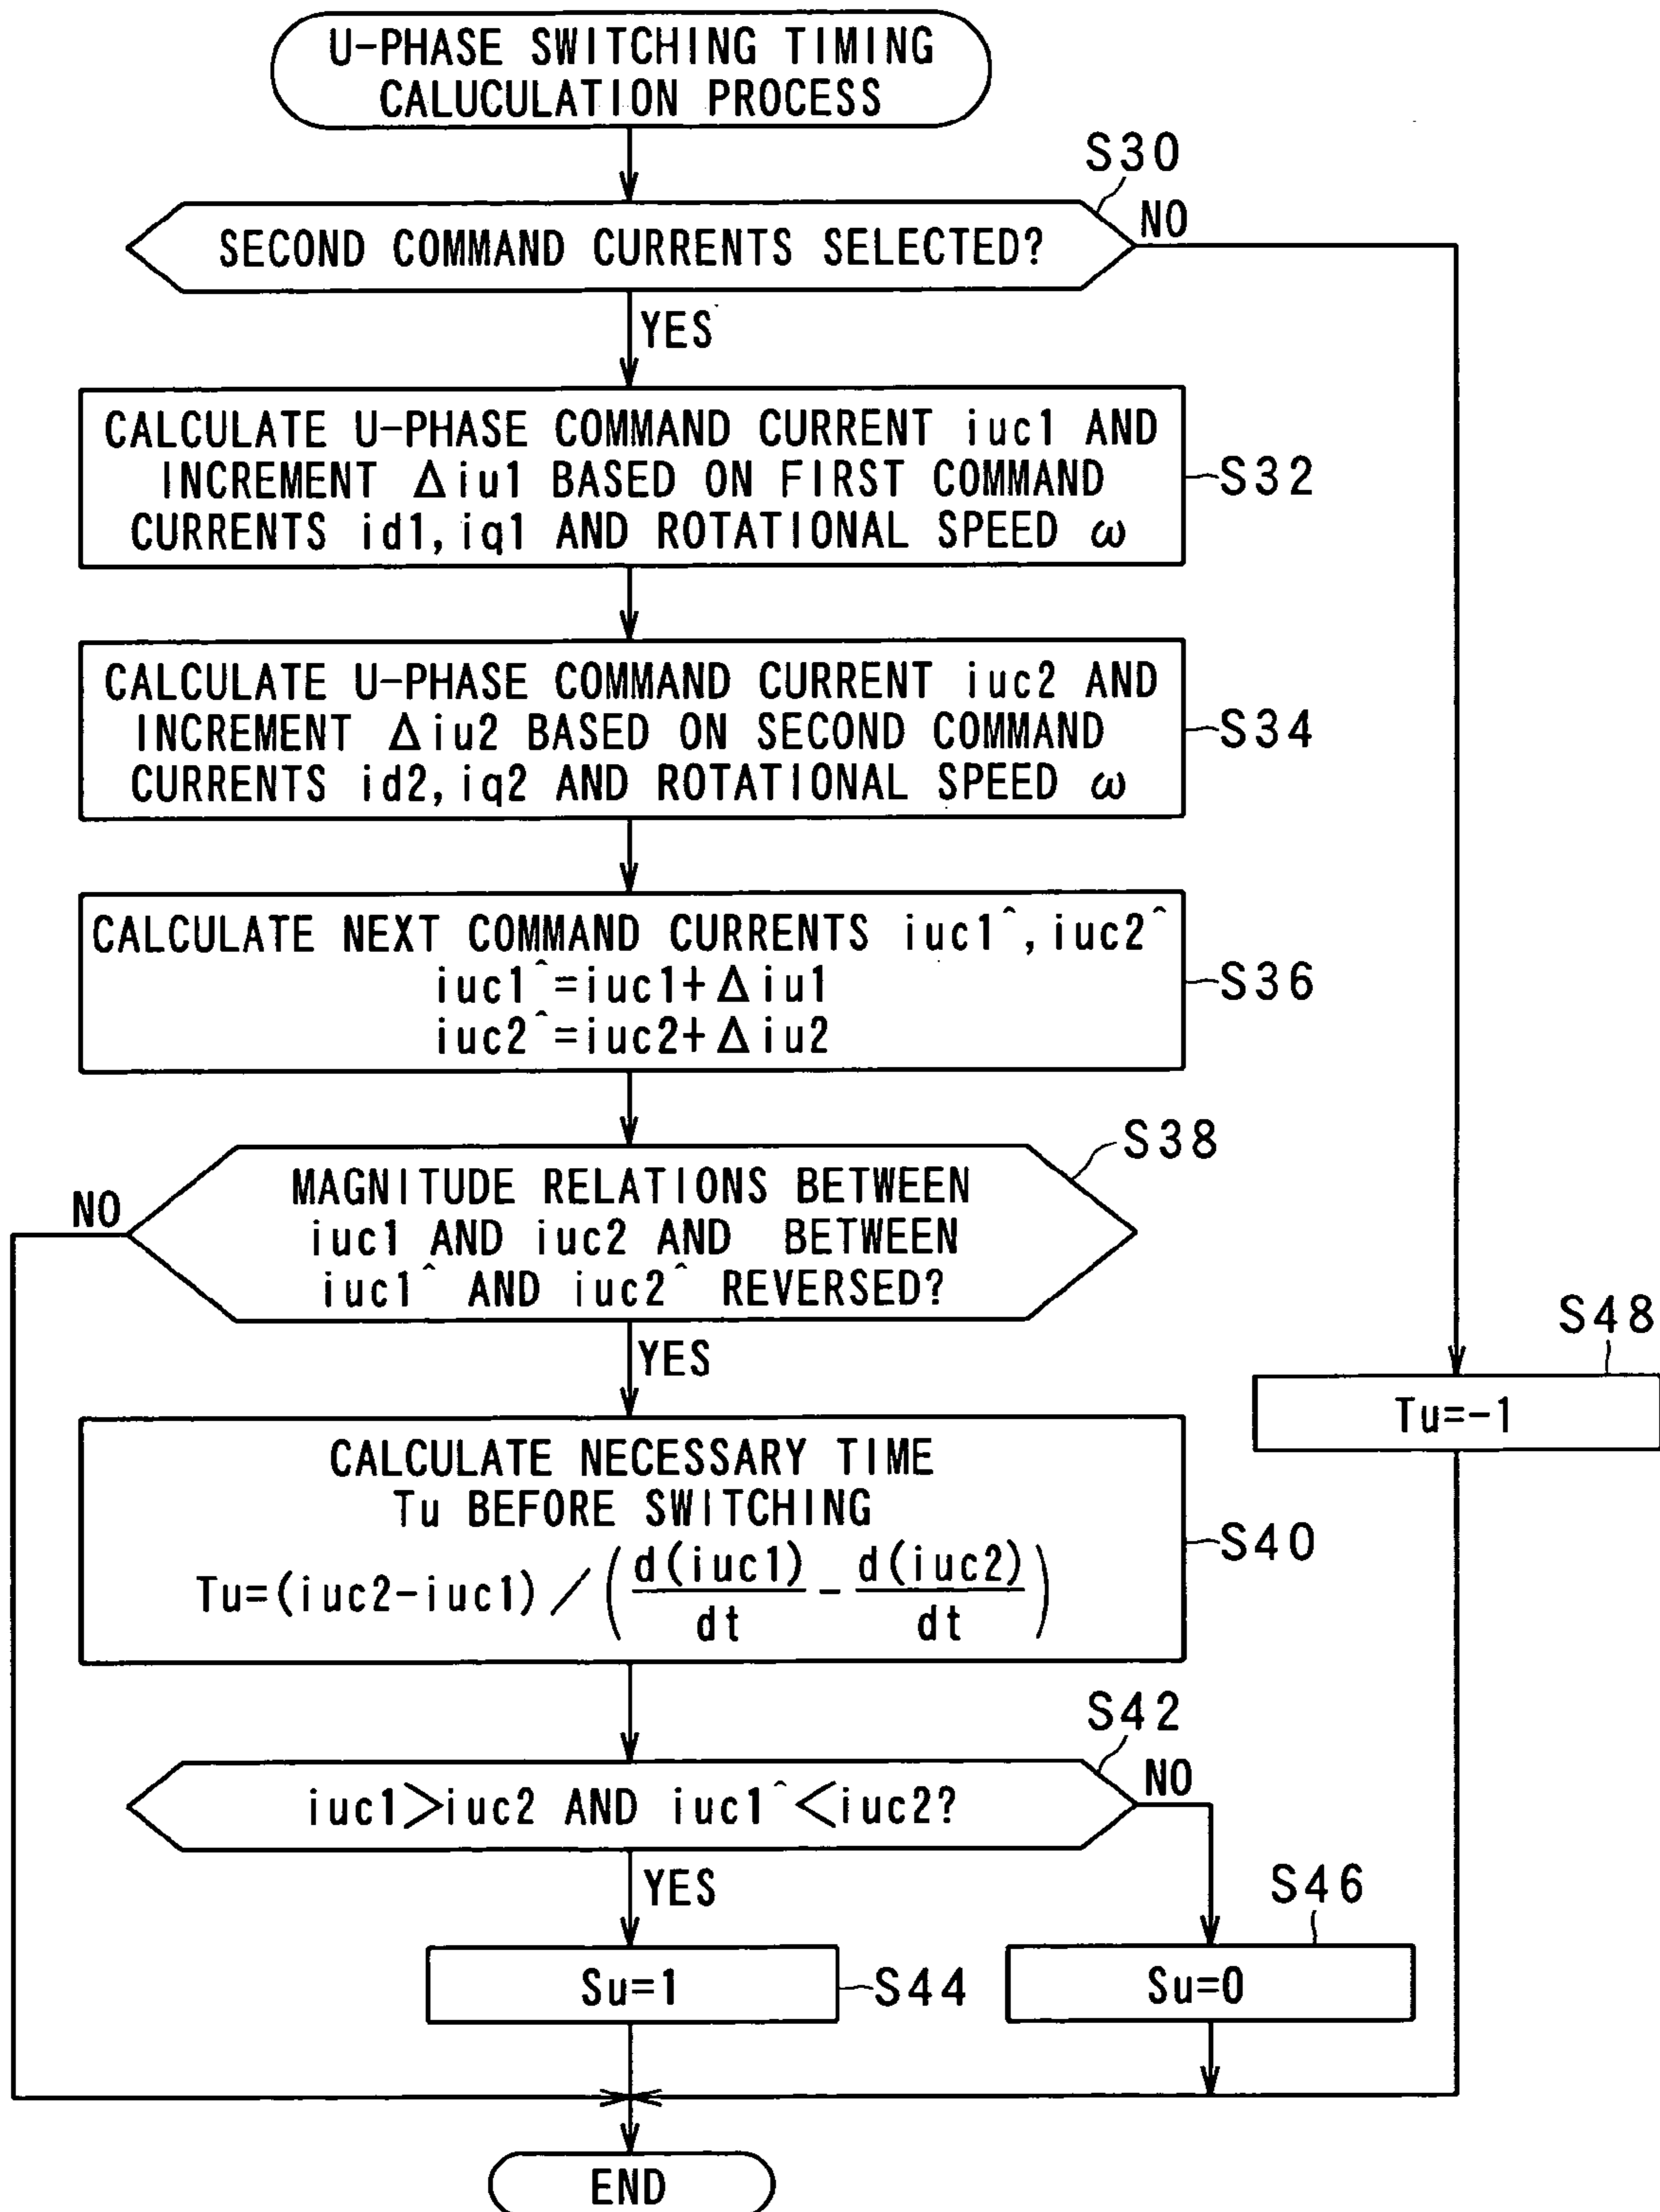 U-PHASE SWITCHING TIMING
CALUCULATION PROCESS
S30
SECOND COMMAND CURRENTS SELECTED?
NO
YES
CALCULATE U-PHASE COMMAND CURRENT iuc1 AND
INCREMENT Δiu1 BASED ON FIRST COMMAND
CURRENTS id1,iq1 AND ROTATIONAL SPEED ω
S32
CALCULATE U-PHASE COMMAND CURRENT iuc2 AND
INCREMENT Δiu2 BASED ON SECOND COMMAND
CURRENTS id2,iq2 AND ROTATIONAL SPEED ω
S34
CALCULATE NEXT COMMAND CURRENTS iuc1^,iuc2^
iuc1^=iuc1+Δiu1
iuc2^=iuc2+Δiu2
S36
S38
MAGNITUDE RELATIONS BETWEEN
iuc1 AND iuc2 AND BETWEEN
iuc1^ AND iuc2^ REVERSED?
NO
YES
S48
Tu=-1
CALCULATE NECESSARY TIME
Tu BEFORE SWITCHING
Tu=(iuc2-iuc1)/(d(iuc1)/dt - d(iuc2)/dt)
S40
S42
iuc1>iuc2 AND iuc1^<iuc2?
NO
YES
S46
Su=1
S44
Su=0
END